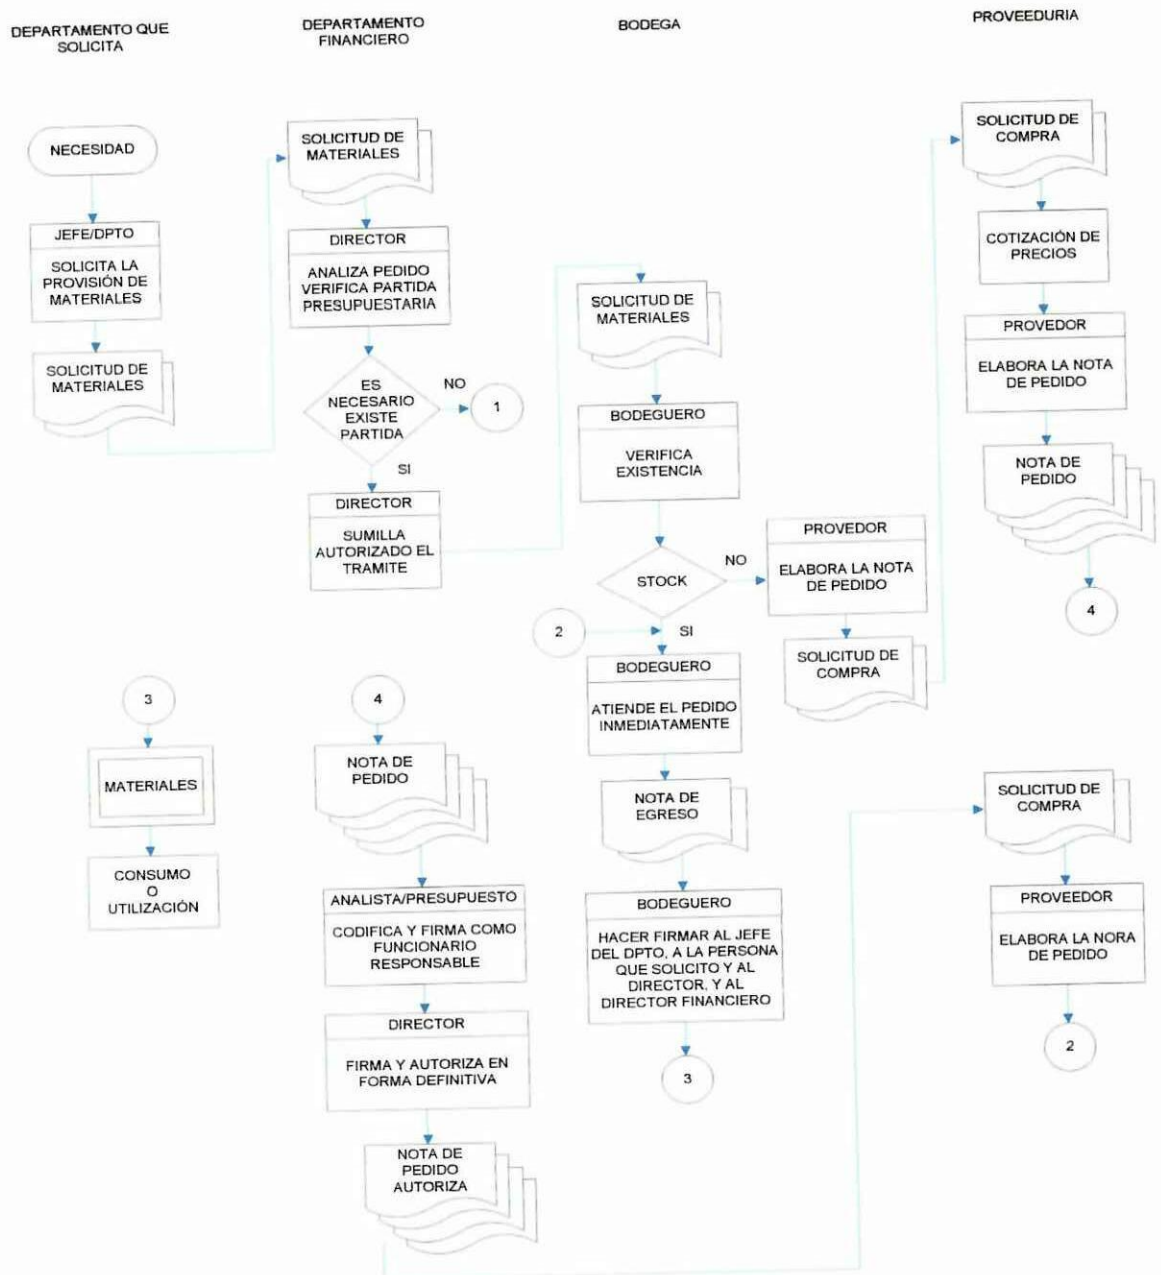 DEPARTAMENTO QUE
SOLICITA
DEPARTAMENTO
FINANCIERO
BODEGA
PROVEEDURIA
NECESIDAD
JEFE/DPTO
SOLICITA LA
PROVISIÓN DE
MATERIALES
SOLICITUD DE
MATERIALES
SOLICITUD DE
MATERIALES
DIRECTOR
ANALIZA PEDIDO
VERIFICA PARTIDA
PRESUPUESTARIA
ES
NECESARIO
EXISTE
PARTIDA
NO
1
SI
DIRECTOR
SUMILLA
AUTORIZADO EL
TRAMITE
SOLICITUD DE
MATERIALES
BODEGUERO
VERIFICA
EXISTENCIA
STOCK
NO
PROVEDOR
ELABORA LA NOTA
DE PEDIDO
SOLICITUD DE
COMPRA
2
SI
BODEGUERO
ATIENDE EL PEDIDO
INMEDIATAMENTE
NOTA DE
EGRESO
BODEGUERO
HACER FIRMAR AL JEFE
DEL DPTO, A LA PERSONA
QUE SOLICITO Y AL
DIRECTOR, Y AL
DIRECTOR FINANCIERO
3
SOLICITUD DE
COMPRA
COTIZACIÓN DE
PRECIOS
PROVEDOR
ELABORA LA NOTA
DE PEDIDO
NOTA DE
PEDIDO
4
3
MATERIALES
CONSUMO
O
UTILIZACIÓN
4
NOTA DE
PEDIDO
ANALISTA/PRESUPUESTO
CODIFICA Y FIRMA COMO
FUNCIONARIO
RESPONSABLE
DIRECTOR
FIRMA Y AUTORIZA EN
FORMA DEFINITIVA
NOTA DE
PEDIDO
AUTORIZA
SOLICITUD DE
COMPRA
PROVEEDOR
ELABORA LA NORA
DE PEDIDO
2